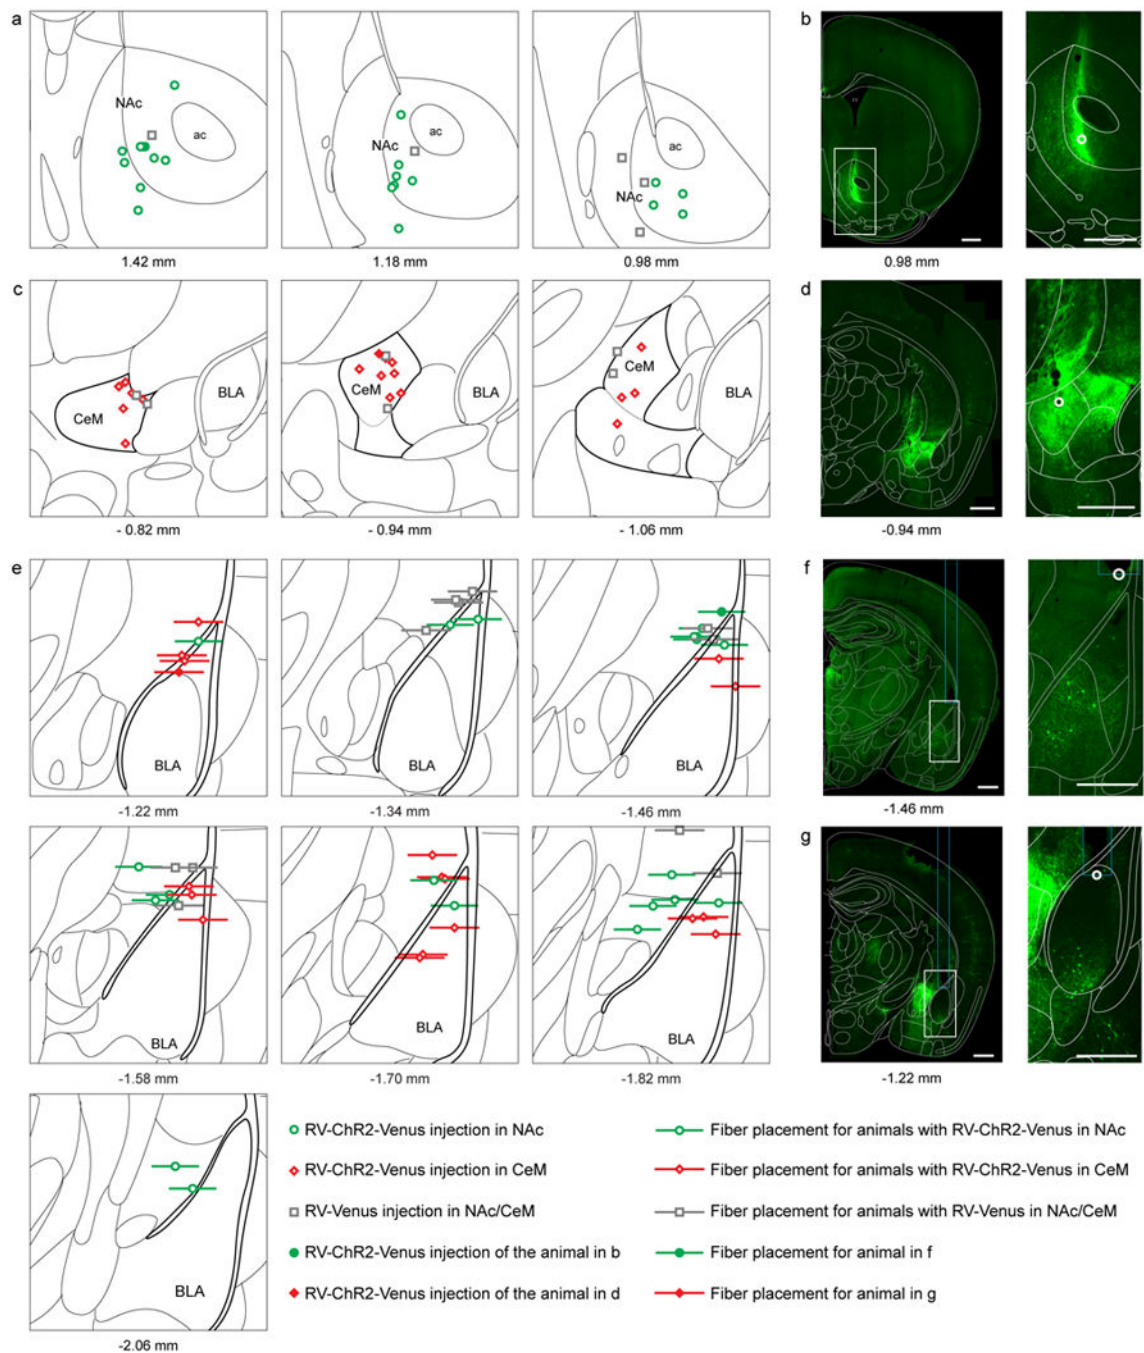 a
NAc
ac
1.42 mm
NAc
ac
1.18 mm
NAc
ac
0.98 mm
b
0.98 mm
c
CeM
BLA
- 0.82 mm
CeM
BLA
- 0.94 mm
CeM
BLA
- 1.06 mm
d
-0.94 mm
e
BLA
-1.22 mm
BLA
-1.34 mm
BLA
-1.46 mm
f
-1.46 mm
BLA
-1.58 mm
BLA
-1.70 mm
BLA
-1.82 mm
g
-1.22 mm
BLA
-2.06 mm
RV-ChR2-Venus injection in NAc
RV-ChR2-Venus injection in CeM
RV-Venus injection in NAc/CeM
RV-ChR2-Venus injection of the animal in b
RV-ChR2-Venus injection of the animal in d
Fiber placement for animals with RV-ChR2-Venus in NAc
Fiber placement for animals with RV-ChR2-Venus in CeM
Fiber placement for animals with RV-Venus in NAc/CeM
Fiber placement for animal in f
Fiber placement for animal in g